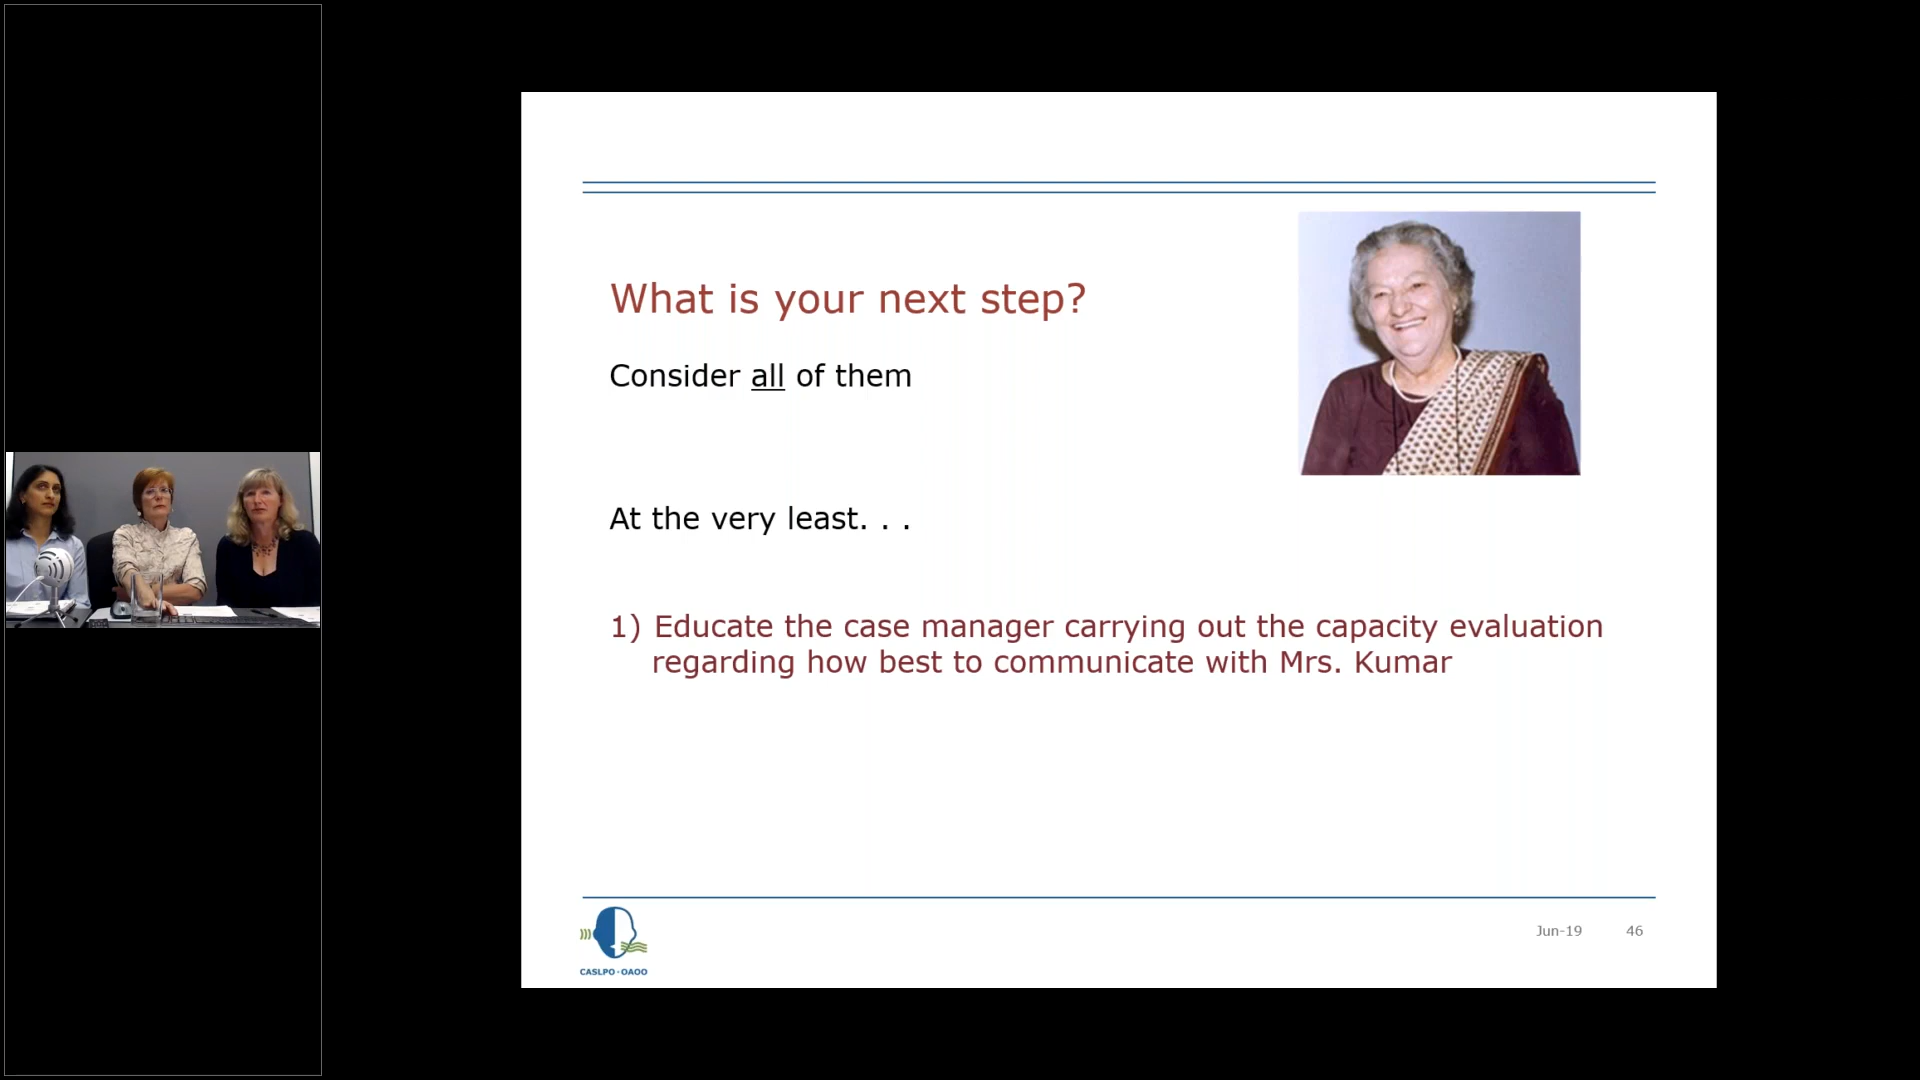 What is your next step?
Consider all of them
At the very least. . .
1) Educate the case manager carrying out the capacity evaluation
regarding how best to communicate with Mrs. Kumar
CASLPO·OAOO
Jun-19 46